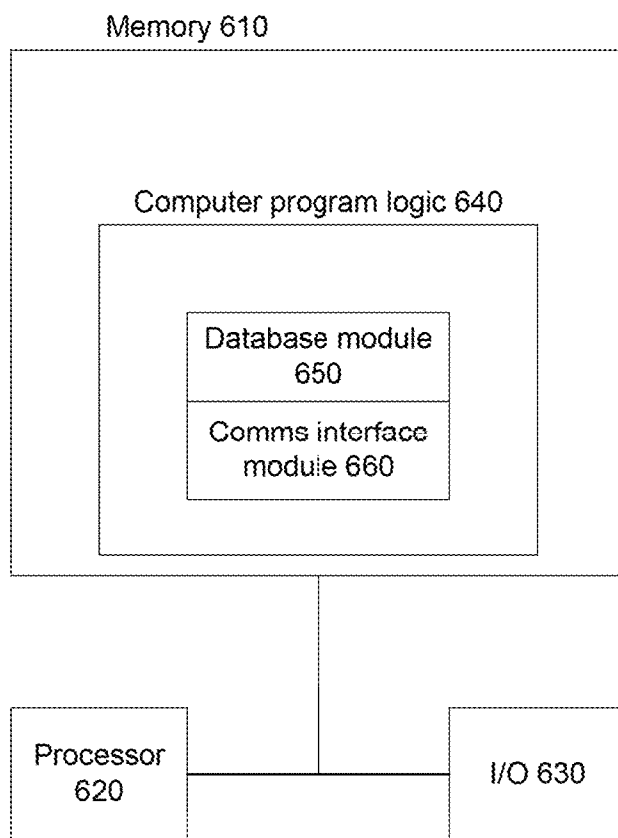 Memory 610
Computer program logic 640
Database module
650
Comms interface
module 660
Processor
620
I/O 630